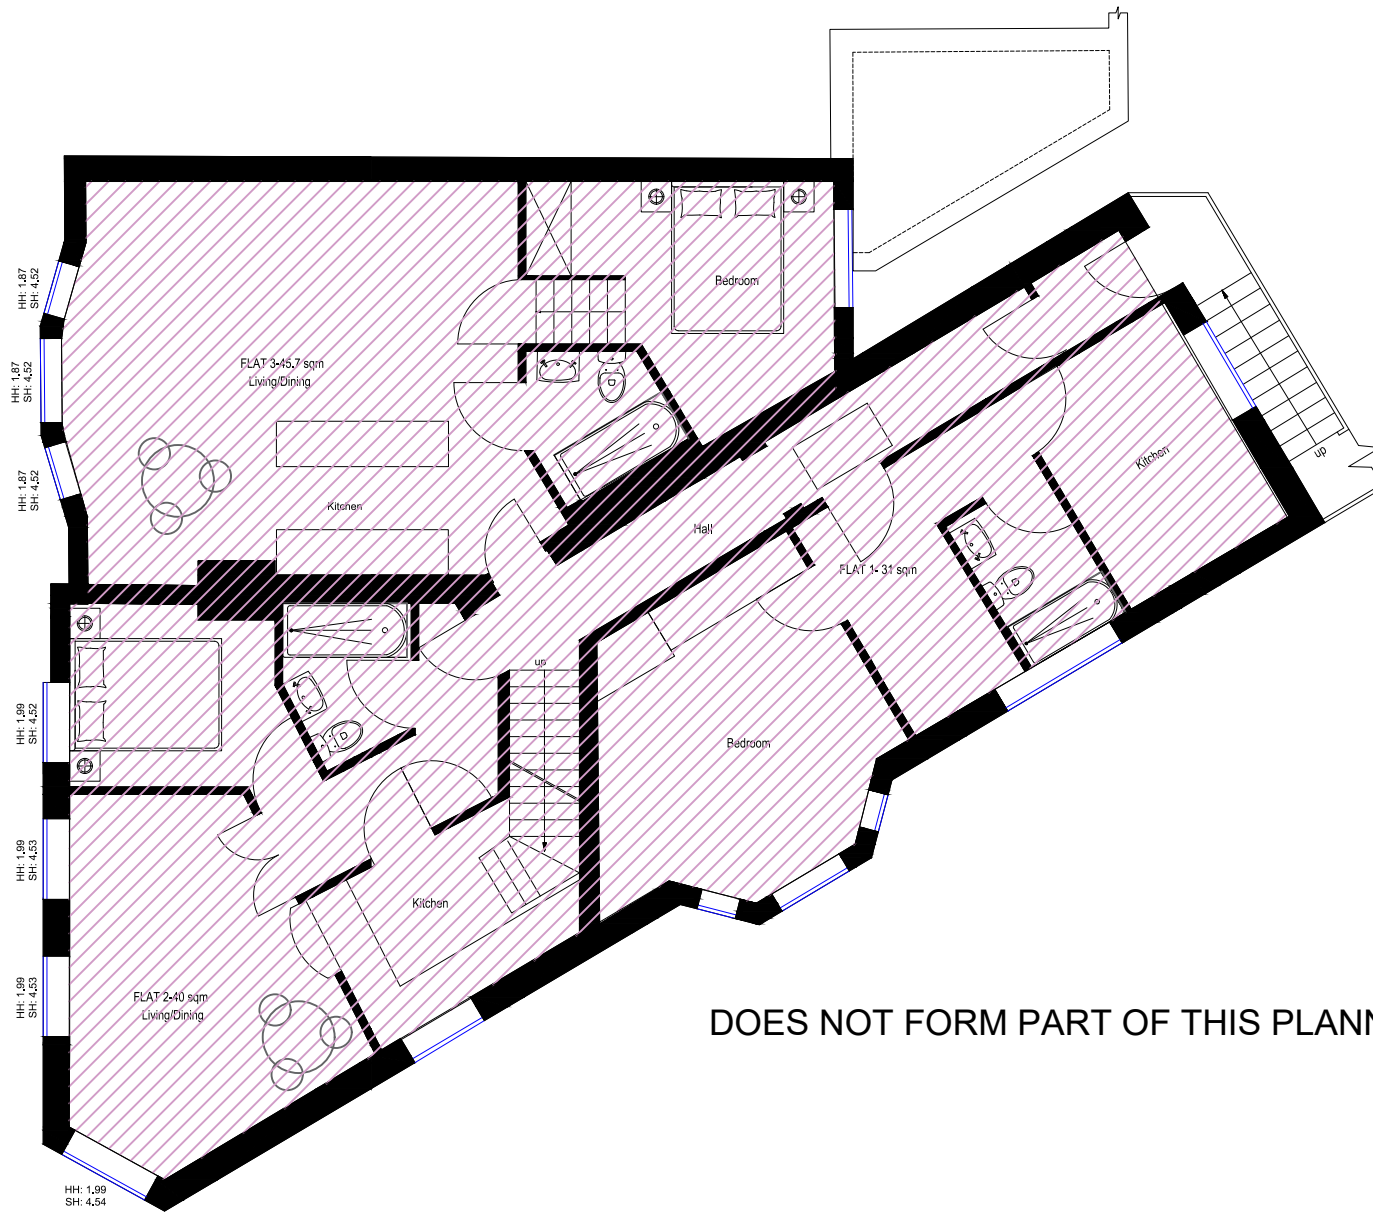 HH: 1.87
SH: 4.52
Bedroom
FLAT 3-45.7 sqm
Living/Dining
HH: 1.87
SH: 4.52
HH: 1.87
SH: 4.52
Kitchen
Kitchen
up
Hall
FLAT 1- 31 sqm
up
HH: 1.99
SH: 4.52
Bedroom
HH: 1.99
SH: 4.53
Kitchen
HH: 1.99
SH: 4.53
FLAT 2-40 sqm
Living/Dining
DOES NOT FORM PART OF THIS PLANN
HH: 1.99
SH: 4.54